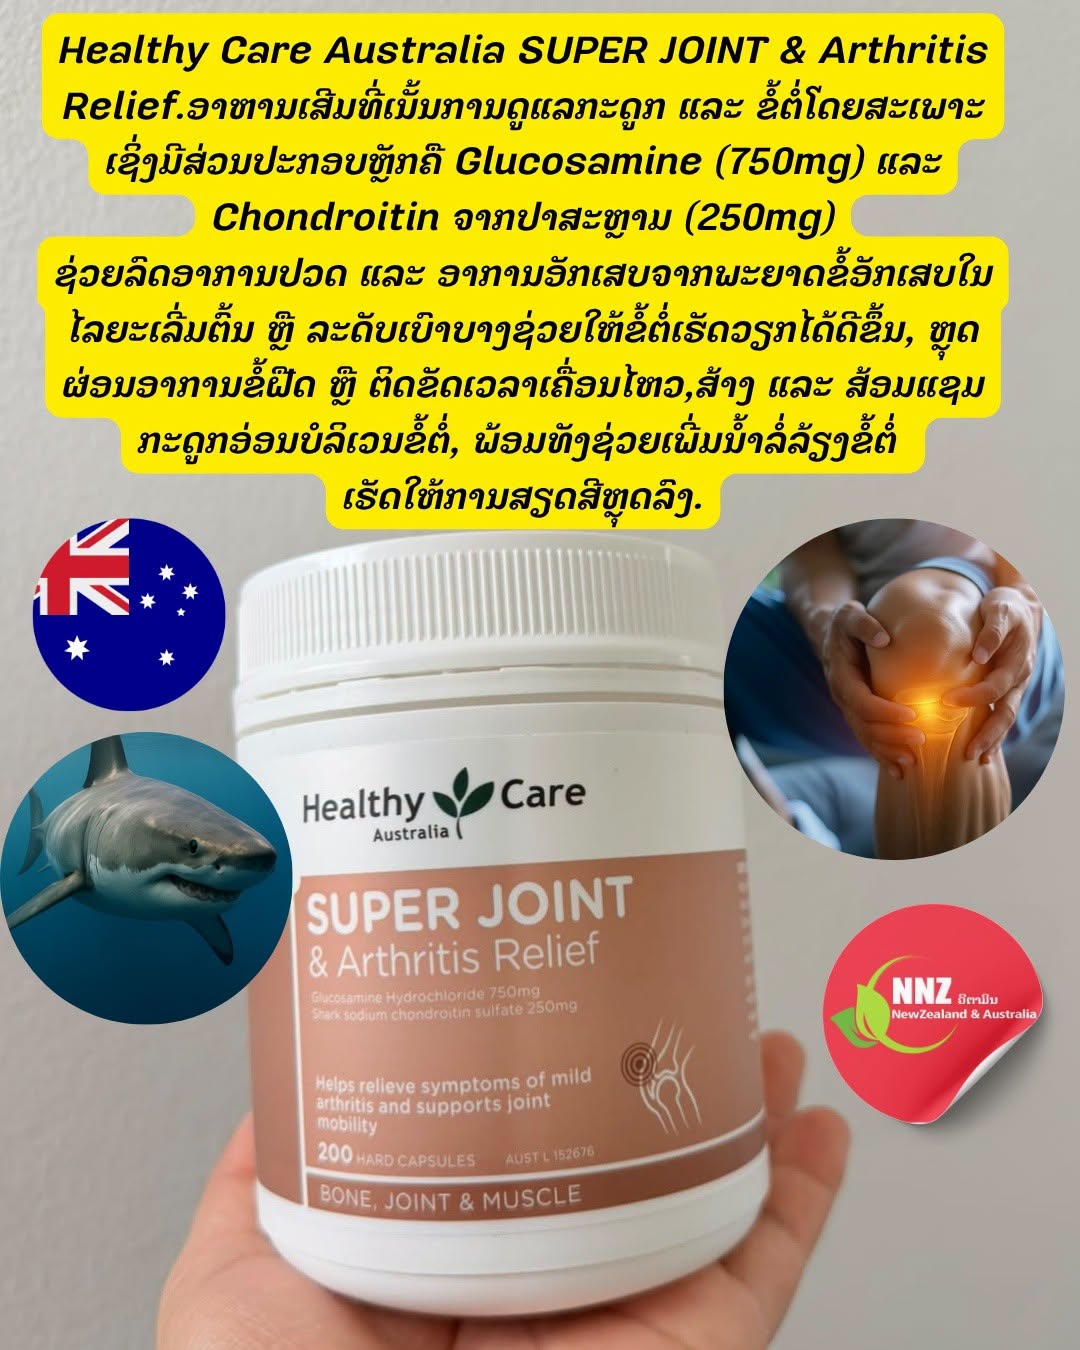 Healthy Care Australia SUPER JOINT & Arthritis
Relief.ອາຫານເສີມທີ່ເນັ້ນການດູແລກະດູກ ແລະ ຂໍ້ຕໍ່ໂດຍສະເພາະ
ເຊິ່ງມີສ່ວນປະກອບຫຼັກຄື Glucosamine (750mg) ແລະ
Chondroitin ຈາກປາສະຫຼາມ (250mg)
ຊ່ວຍລົດອາການປວດ ແລະ ອາການອັກເສບຈາກພະຍາດຂໍ້ອັກເສບໃນ
ໄລຍະເລີ່ມຕົ້ນ ຫຼື ລະດັບເບົາບາງຊ່ວຍໃຫ້ຂໍ້ຕໍ່ເຮັດວຽກໄດ້ດີຂຶ້ນ, ຫຼຸດ
ຜ່ອນອາການຂໍ້ຝືດ ຫຼື ຕິດຂັດເວລາເຄື່ອນໄຫວ,ສ້າງ ແລະ ສ້ອມແຊມ
ກະດູກອ່ອນບໍລິເວນຂໍ້ຕໍ່, ພ້ອມທັງຊ່ວຍເພີ່ມນ້ຳລໍ່ລ້ຽງຂໍ້ຕໍ່
ເຮັດໃຫ້ການສຽດສີຫຼຸດລົງ.
Healthy Care
Australia
SUPER JOINT
& Arthritis Relief
Glucosamine Hydrochloride 750mg
Shark sodium chondroitin sulfate 250mg
Helps relieve symptoms of mild
arthritis and supports joint
mobility
200 HARD CAPSULES AUST L 152676
BONE, JOINT & MUSCLE
NNZ ວິຕາມິນ
NewZealand & Australia